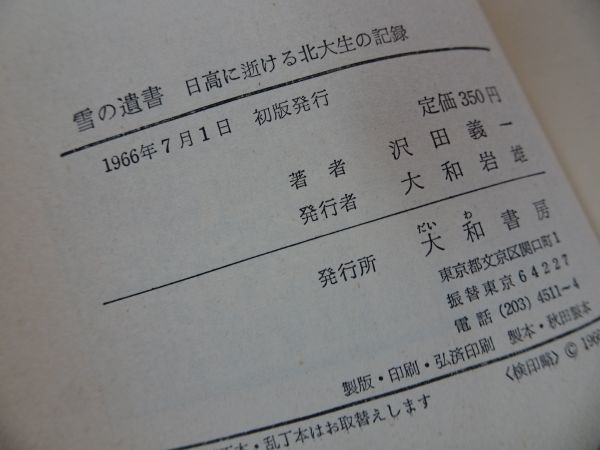 雪の遺書 日高に逝ける北大生の記録
1966年7月1日 初版発行 定価350円
著者 沢田義一
発行者 大和岩雄
発行所 大和書房
だいわ
東京都文京区関口町1
振替東京64227
電話(203)4511~4
製版・印刷・弘済印刷 製本・秋田製本
〈検印略〉 © 1966
本・乱丁本はお取替えします